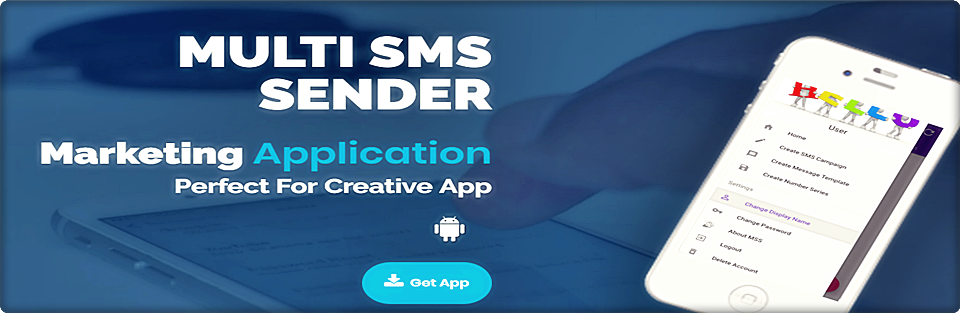 MULTI SMS
SENDER
Marketing Application
Perfect For Creative App
Get App
HELLO
User
Home
Create SMS Campaign
Create Message Template
Create Number Series
Settings
Change Display Name
Change Password
About MSS
Logout
Delete Account